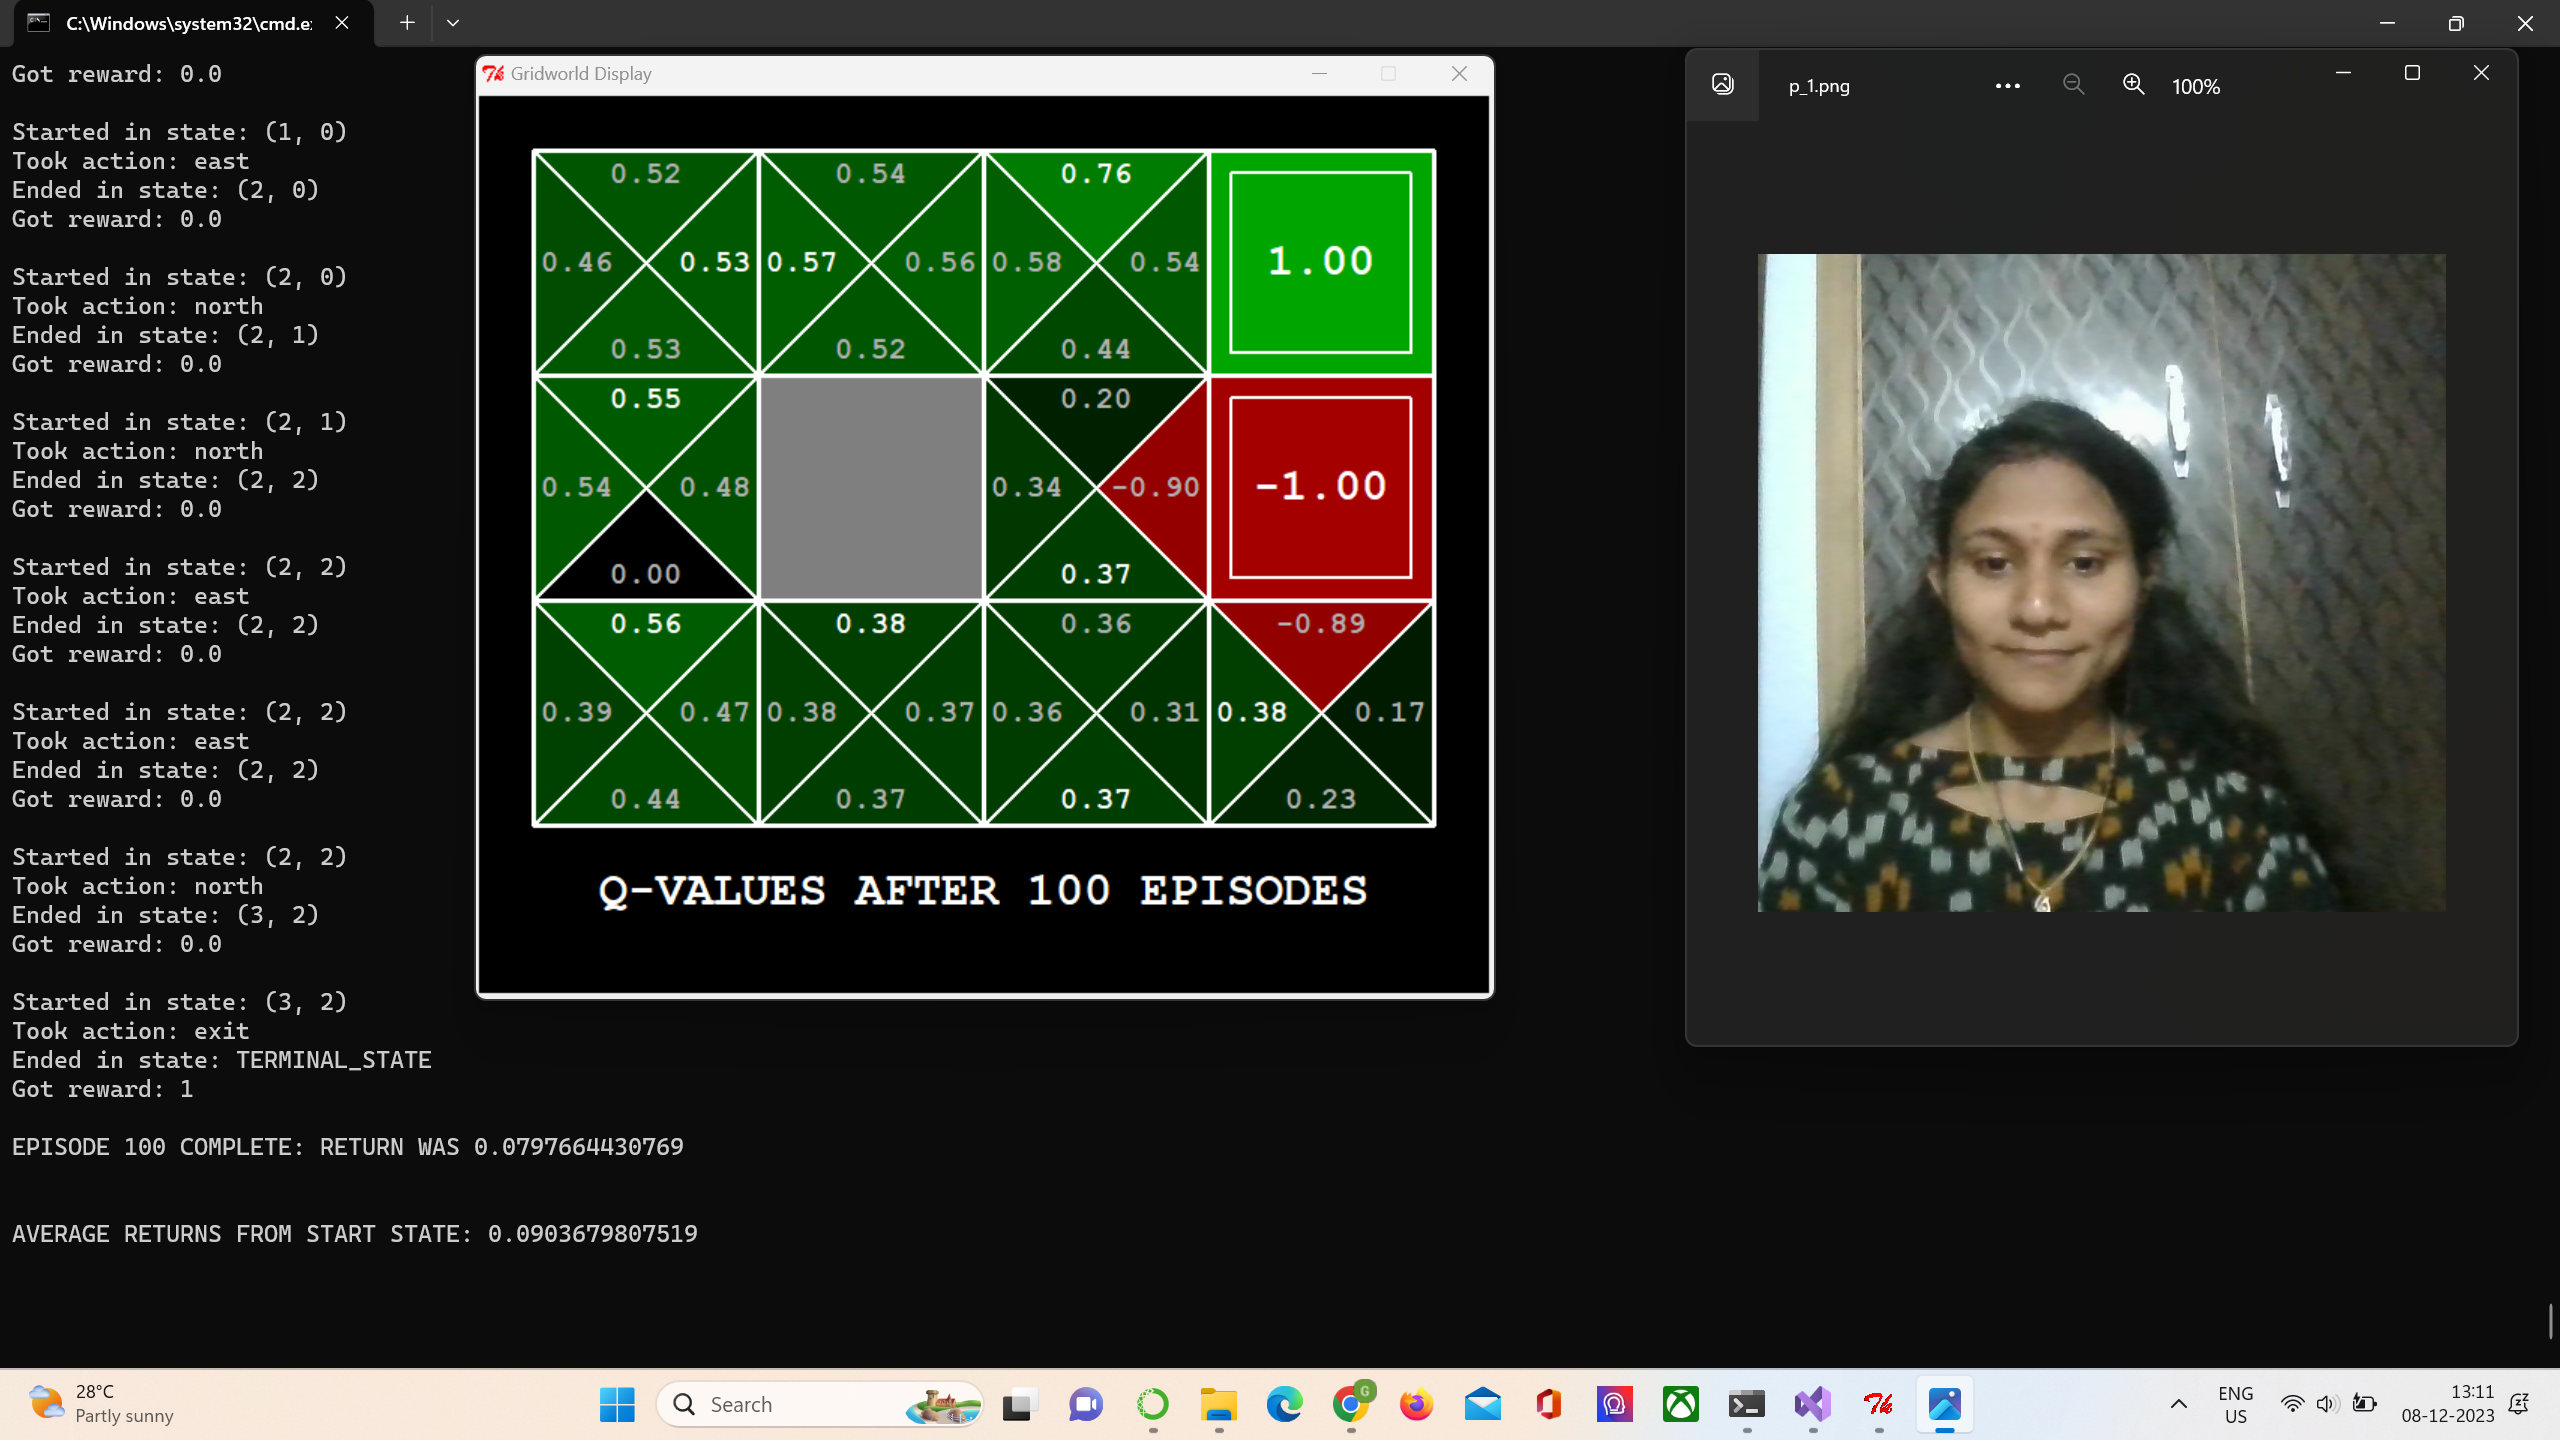 C:\Windows\system32\cmd.e
Got reward: 0.0
Started in state: (1, 0)
Took action: east
Ended in state: (2, 0)
Got reward: 0.0
Started in state: (2, 0)
Took action: north
Ended in state: (2, 1)
Got reward: 0.0
Started in state: (2, 1)
Took action: north
Ended in state: (2, 2)
Got reward: 0.0
Started in state: (2, 2)
Took action: east
Ended in state: (2, 2)
Got reward: 0.0
Started in state: (2, 2)
Took action: east
Ended in state: (2, 2)
Got reward: 0.0
Started in state: (2, 2)
Took action: north
Ended in state: (3, 2)
Got reward: 0.0
Started in state: (3, 2)
Took action: exit
Ended in state: TERMINAL_STATE
Got reward: 1
EPISODE 100 COMPLETE: RETURN WAS 0.0797664430769
AVERAGE RETURNS FROM START STATE: 0.0903679807519
Gridworld Display
0.52 0.54 0.76
0.46 0.53 0.57 0.56 0.58 0.54 1.00
0.53 0.52 0.44
0.55 0.20
0.54 0.48 0.34 -0.90 -1.00
0.00 0.37
0.56 0.38 0.36 -0.89
0.39 0.47 0.38 0.37 0.36 0.31 0.38 0.17
0.44 0.37 0.37 0.23
Q-VALUES AFTER 100 EPISODES
p_1.png
100%
28°C
Partly sunny
Search
G
ENG
US
13:11
08-12-2023